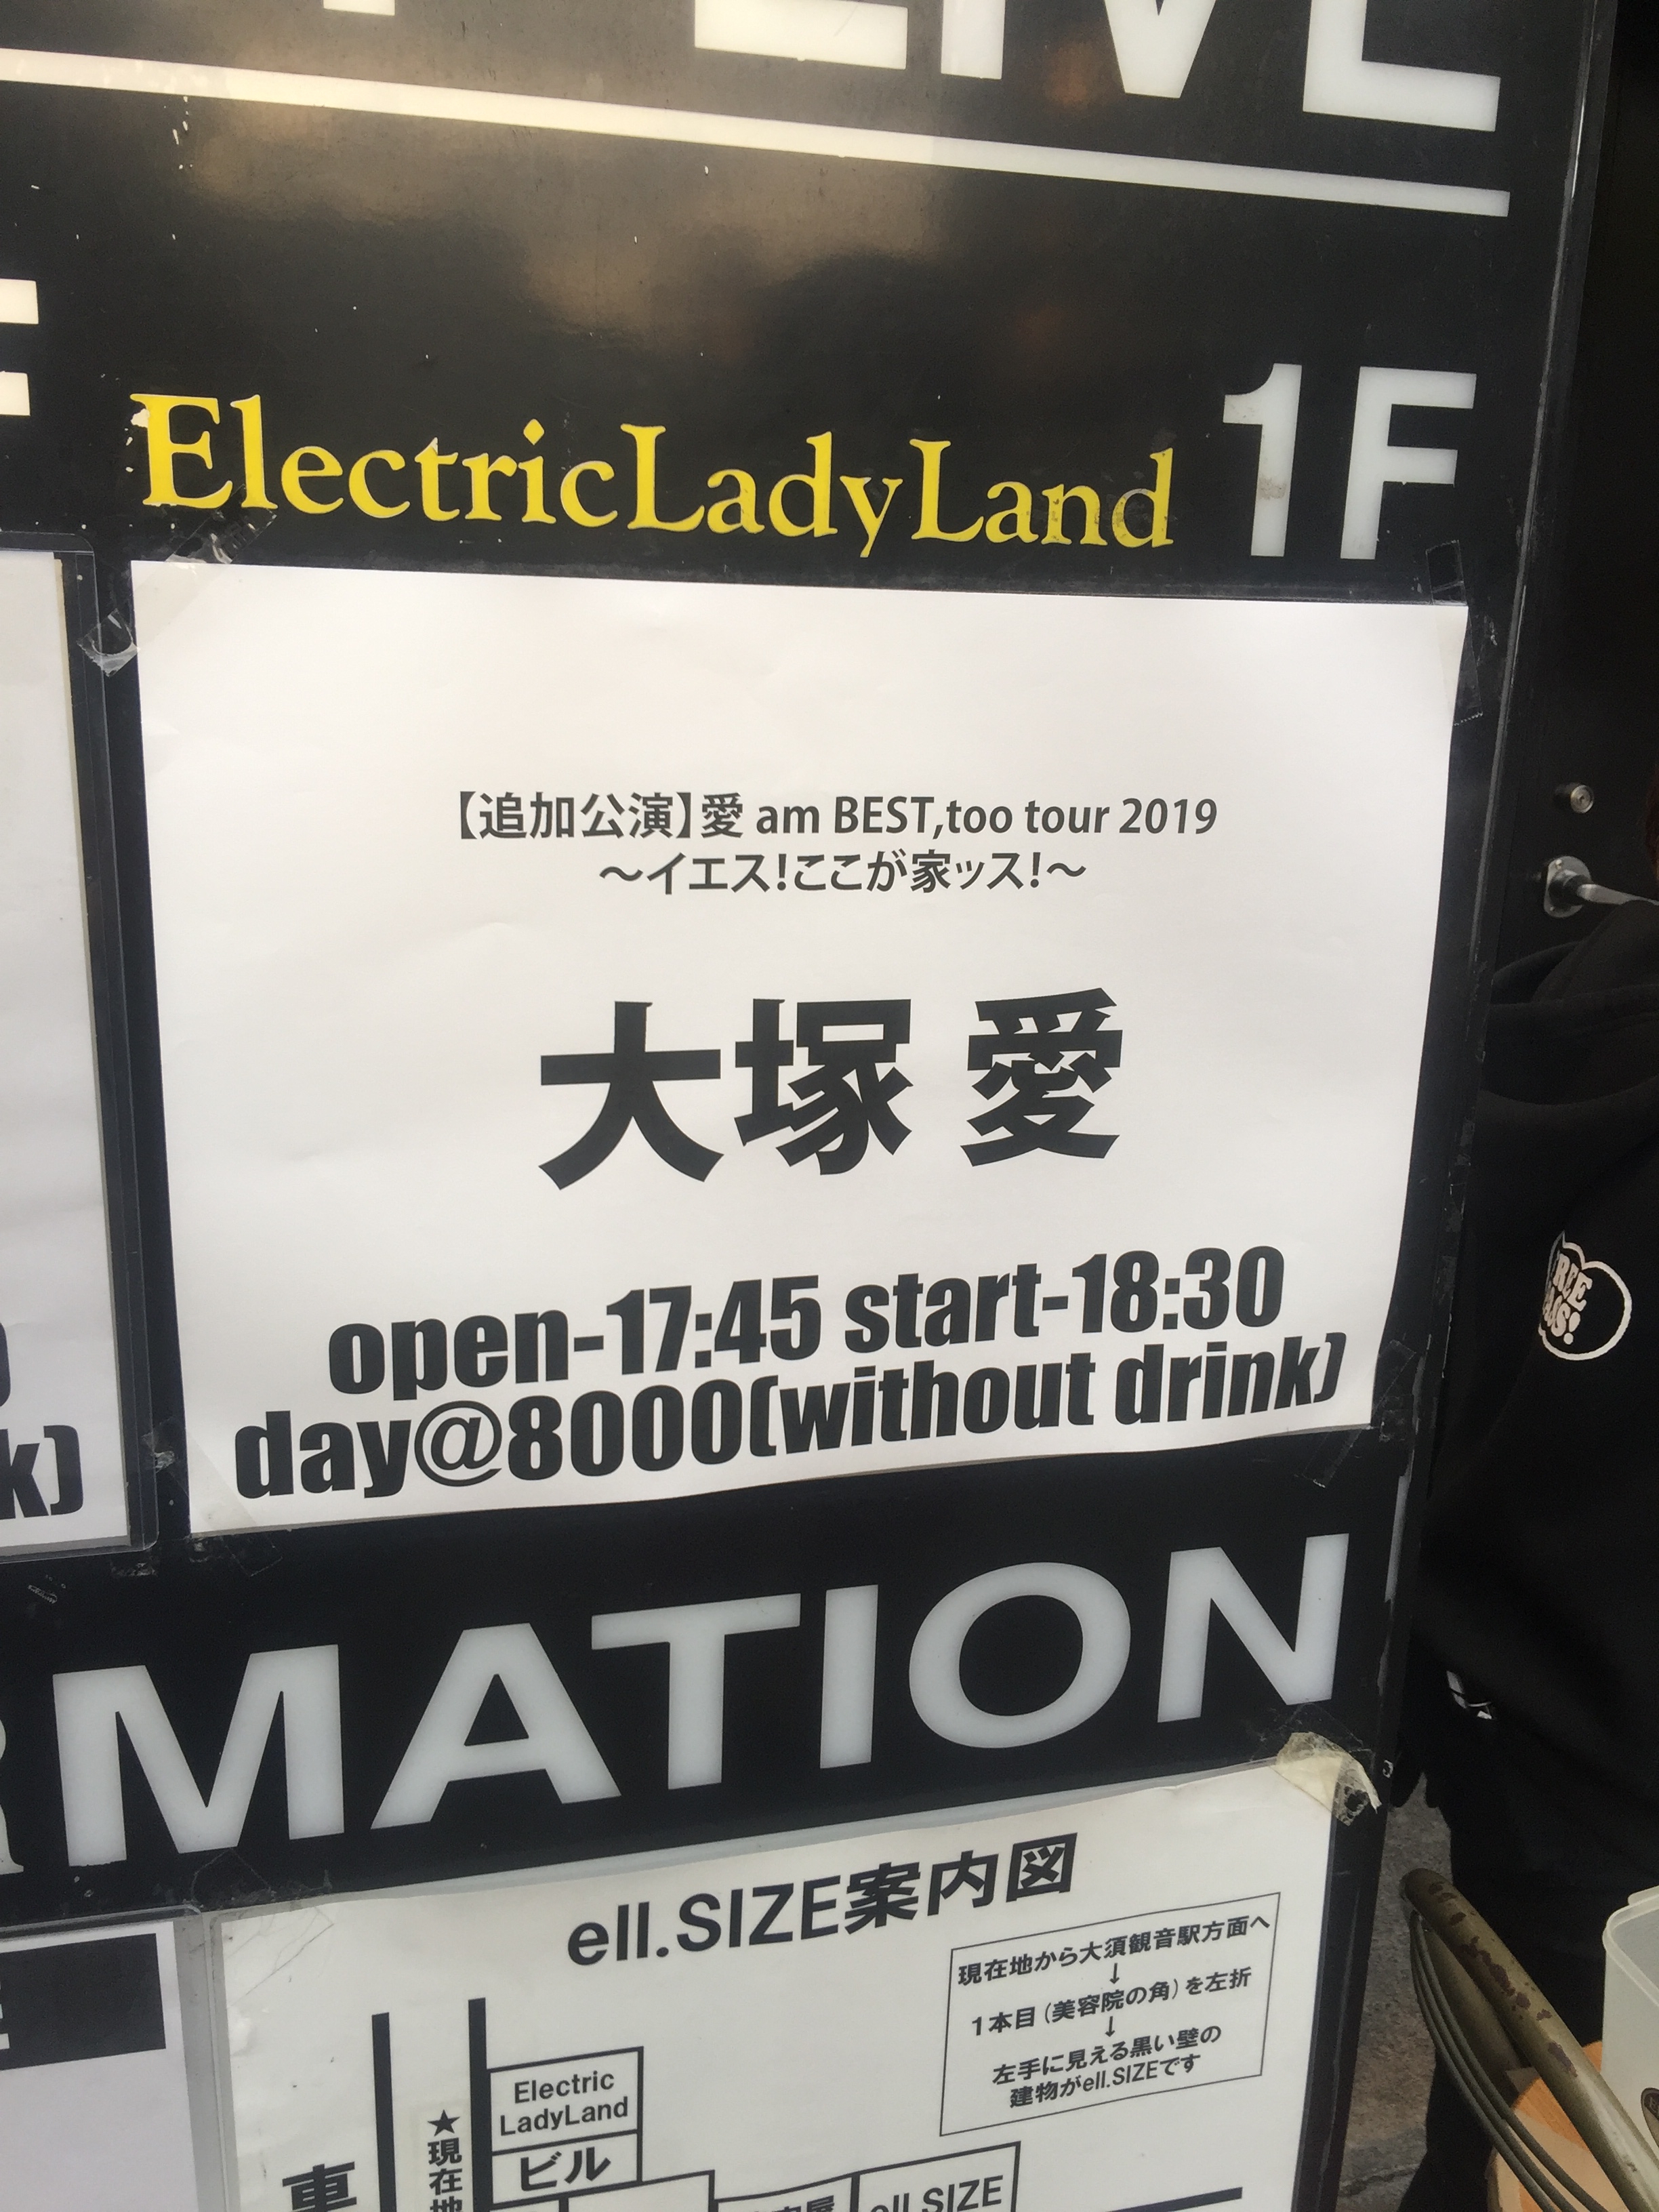 LIVE
ElectricLadyLand 1F
【追加公演】愛 am BEST,too tour 2019
～イエス!ここが家ッス!～
大塚 愛
open-17:45 start-18:30
day@8000(without drink)
k)
RMATION
ell.SIZE案内図
現在地から大須観音駅方面へ
↓
1本目(美容院の角)を左折
↓
左手に見える黒い壁の
建物がell.SIZEです
Electric
LadyLand
ビル
★現在地
ell.SIZE